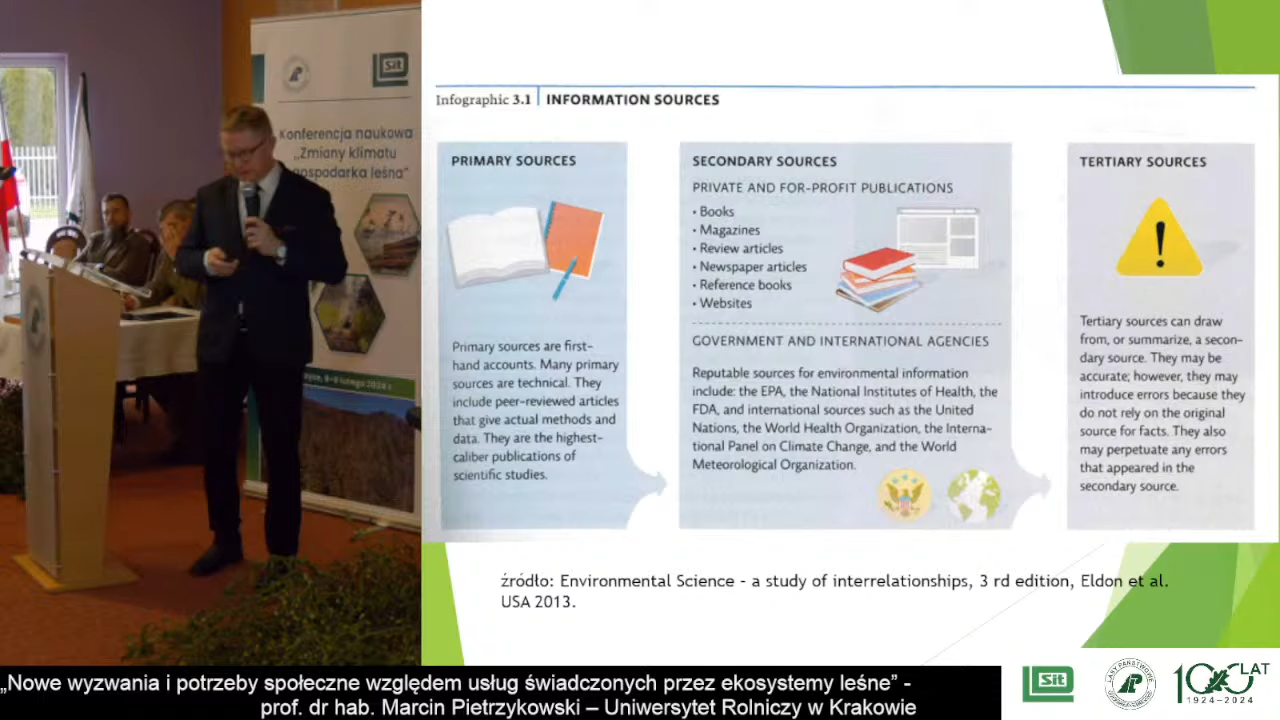 Sit
Konferencja naukowa
„Zmiany klimatu
gospodarka leśna”
Infographic 3.1 INFORMATION SOURCES
PRIMARY SOURCES
Primary sources are first-
hand accounts. Many primary
sources are technical. They
include peer-reviewed articles
that give actual methods and
data. They are the highest-
caliber publications of
scientific studies.
SECONDARY SOURCES
PRIVATE AND FOR-PROFIT PUBLICATIONS
• Books
• Magazines
• Review articles
• Newspaper articles
• Reference books
• Websites
GOVERNMENT AND INTERNATIONAL AGENCIES
Reputable sources for environmental information
include: the EPA, the National Institutes of Health, the
FDA, and international sources such as the United
Nations, the World Health Organization, the Interna-
tional Panel on Climate Change, and the World
Meteorological Organization.
TERTIARY SOURCES
!
Tertiary sources can draw
from, or summarize, a secon-
dary source. They may be
accurate; however, they may
introduce errors because they
do not rely on the original
source for facts. They also
may perpetuate any errors
that appeared in the
secondary source.
źródło: Environmental Science - a study of interrelationships, 3 rd edition, Eldon et al.
USA 2013.
„Nowe wyzwania i potrzeby społeczne względem usług świadczonych przez ekosystemy leśne” -
prof. dr hab. Marcin Pietrzykowski – Uniwersytet Rolniczy w Krakowie
Sit
LASY PAŃSTWOWE
100 LAT
1924-2024